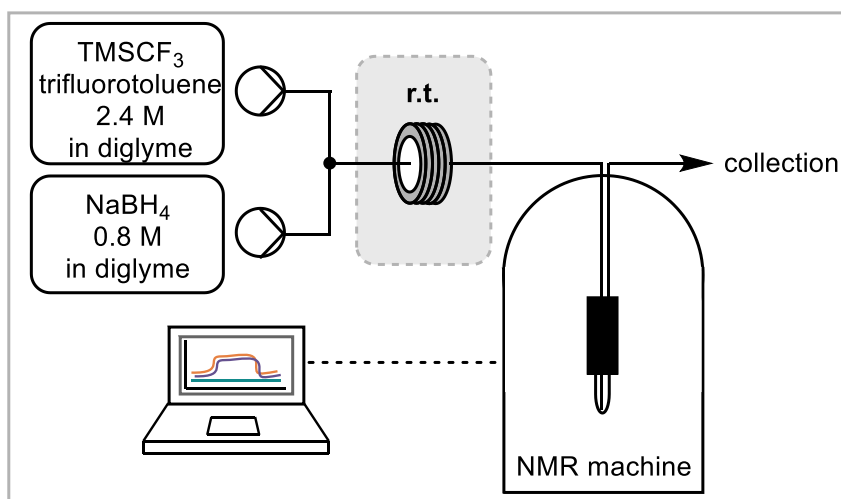 TMSCF₃
trifluorotoluene
2.4 M
in diglyme
NaBH₄
0.8 M
in diglyme
r.t.
collection
NMR machine